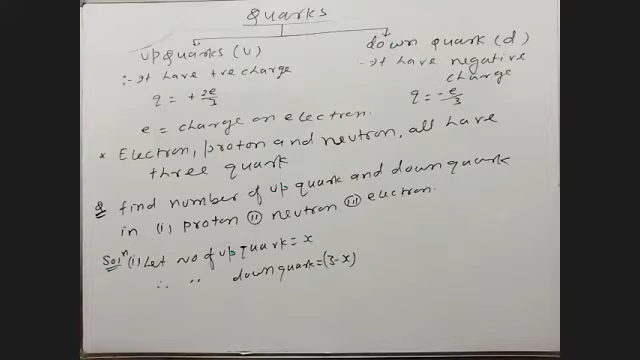 Quarks
up quarks (u)
down quark (d)
:- It have +ve charge
:- It have negative
charge
q = + 2e/3
q = -e/3
e = charge on electron.
* Electron, proton and neutron, all have
three quark
Q find number of up quark and down quark
in (i) proton (ii) neutron (iii) electron.
Solⁿ (i) Let no of up quark = x
∴ " down quark = (3-x)